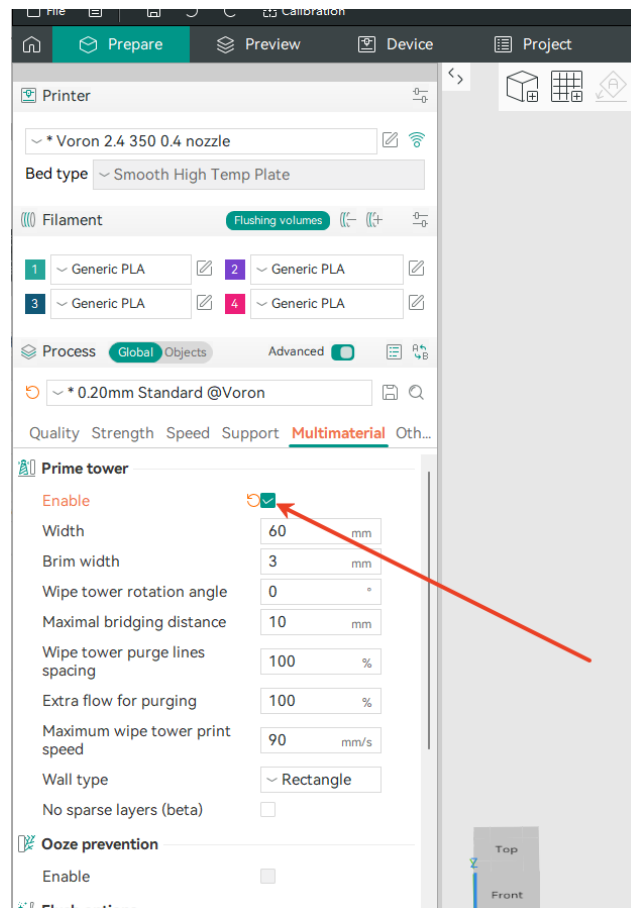 File
Calibration
Prepare
Preview
Device
Project
Printer
* Voron 2.4 350 0.4 nozzle
Bed type
Smooth High Temp Plate
Filament
Flushing volumes
1
Generic PLA
2
Generic PLA
3
Generic PLA
4
Generic PLA
Process
Global
Objects
Advanced
* 0.20mm Standard @Voron
Quality
Strength
Speed
Support
Multimaterial
Oth...
Prime tower
Enable
Width
60
mm
Brim width
3
mm
Wipe tower rotation angle
0
°
Maximal bridging distance
10
mm
Wipe tower purge lines
spacing
100
%
Extra flow for purging
100
%
Maximum wipe tower print
speed
90
mm/s
Wall type
Rectangle
No sparse layers (beta)
Ooze prevention
Enable
Top
Z
Front